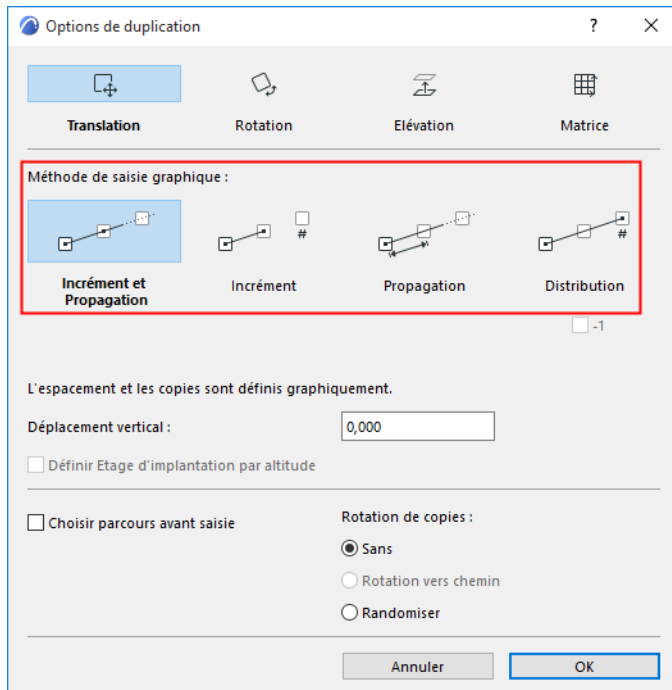 Options de duplication ? ×
Translation Rotation Elévation Matrice
Méthode de saisie graphique :
# #
Incrément et Incrément Propagation Distribution
Propagation
-1
L'espacement et les copies sont définis graphiquement.
Déplacement vertical : 0,000
Définir Etage d'implantation par altitude
Choisir parcours avant saisie Rotation de copies :
Sans
Rotation vers chemin
Randomiser
Annuler OK